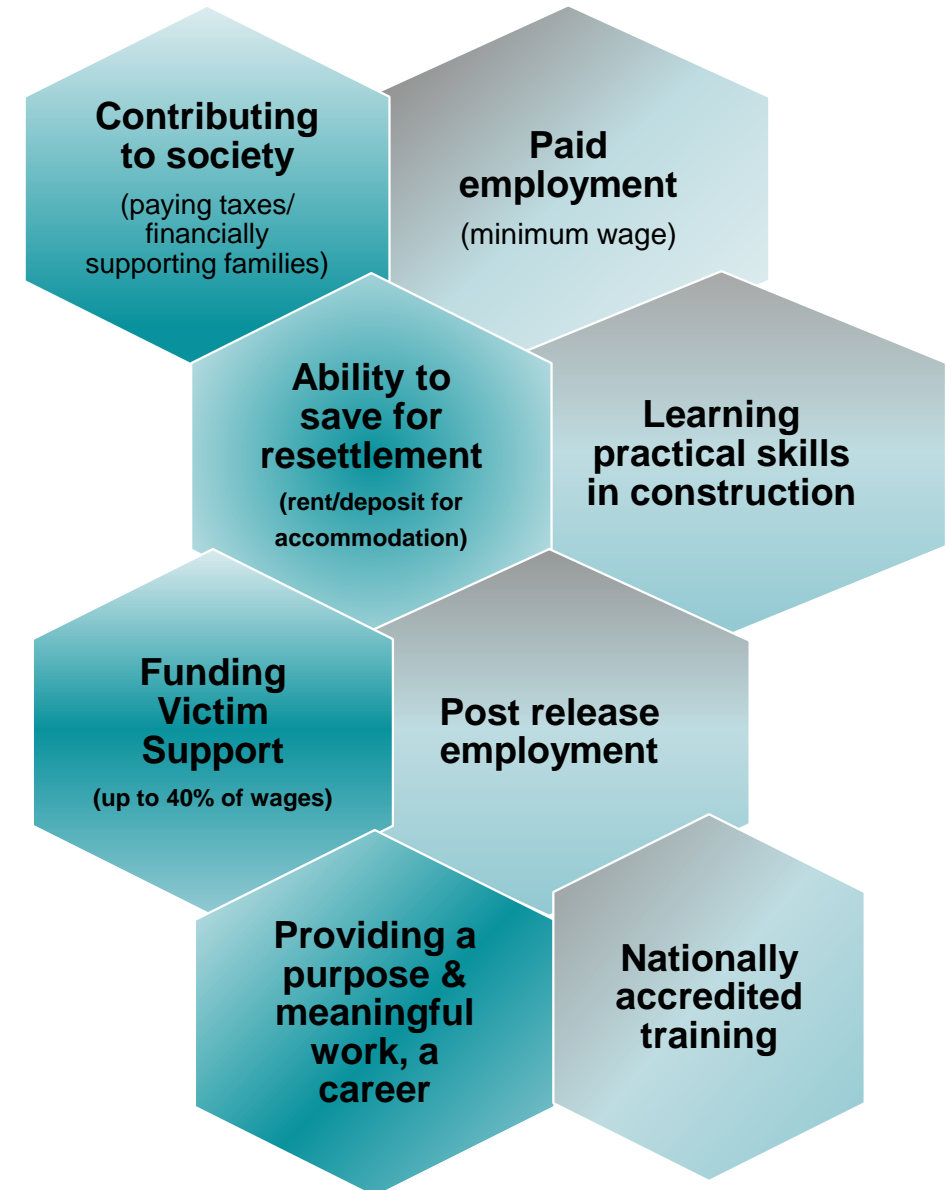 Contributing
to society
(paying taxes/
financially
supporting families)
Paid
employment
(minimum wage)
Ability to
save for
resettlement
(rent/deposit for
accommodation)
Learning
practical skills
in construction
Funding
Victim
Support
(up to 40% of wages)
Post release
employment
Providing a
purpose &
meaningful
work, a
career
Nationally
accredited
training